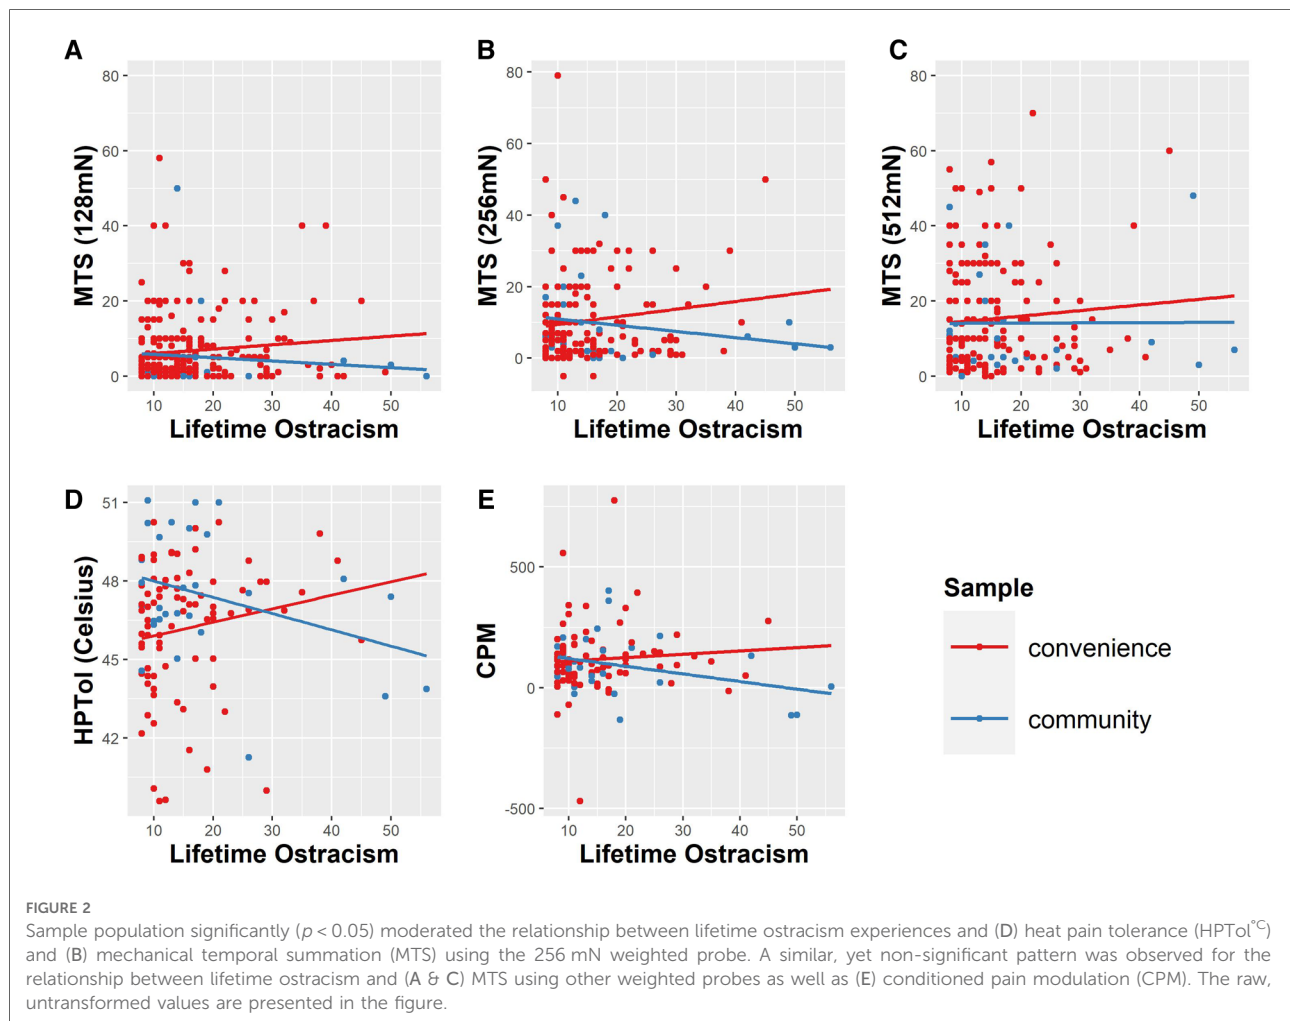 A
80
60
40
20
0
MTS (128mN)
10 20 30 40 50
Lifetime Ostracism
B
80
60
40
20
0
MTS (256mN)
10 20 30 40 50
Lifetime Ostracism
C
80
60
40
20
0
MTS (512mN)
10 20 30 40 50
Lifetime Ostracism
D
51
48
45
42
HPTol (Celsius)
10 20 30 40 50
Lifetime Ostracism
E
500
0
-500
CPM
10 20 30 40 50
Lifetime Ostracism
Sample
convenience
community
FIGURE 2
Sample population significantly (p < 0.05) moderated the relationship between lifetime ostracism experiences and (D) heat pain tolerance (HPTol°C)
and (B) mechanical temporal summation (MTS) using the 256 mN weighted probe. A similar, yet non-significant pattern was observed for the
relationship between lifetime ostracism and (A & C) MTS using other weighted probes as well as (E) conditioned pain modulation (CPM). The raw,
untransformed values are presented in the figure.